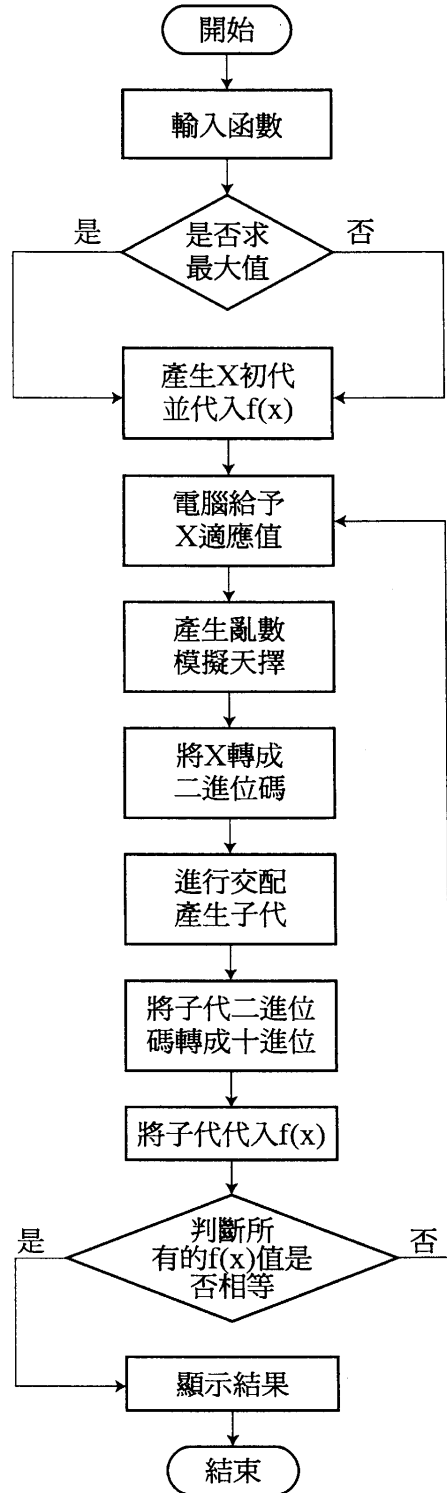 開始
輸入函數
是
是否求
最大值
否
產生X初代
並代入f(x)
電腦給予
X適應值
產生亂數
模擬天擇
將X轉成
二進位碼
進行交配
產生子代
將子代二進位
碼轉成十進位
將子代代入f(x)
是
判斷所
有的f(x)值是
否相等
否
顯示結果
結束